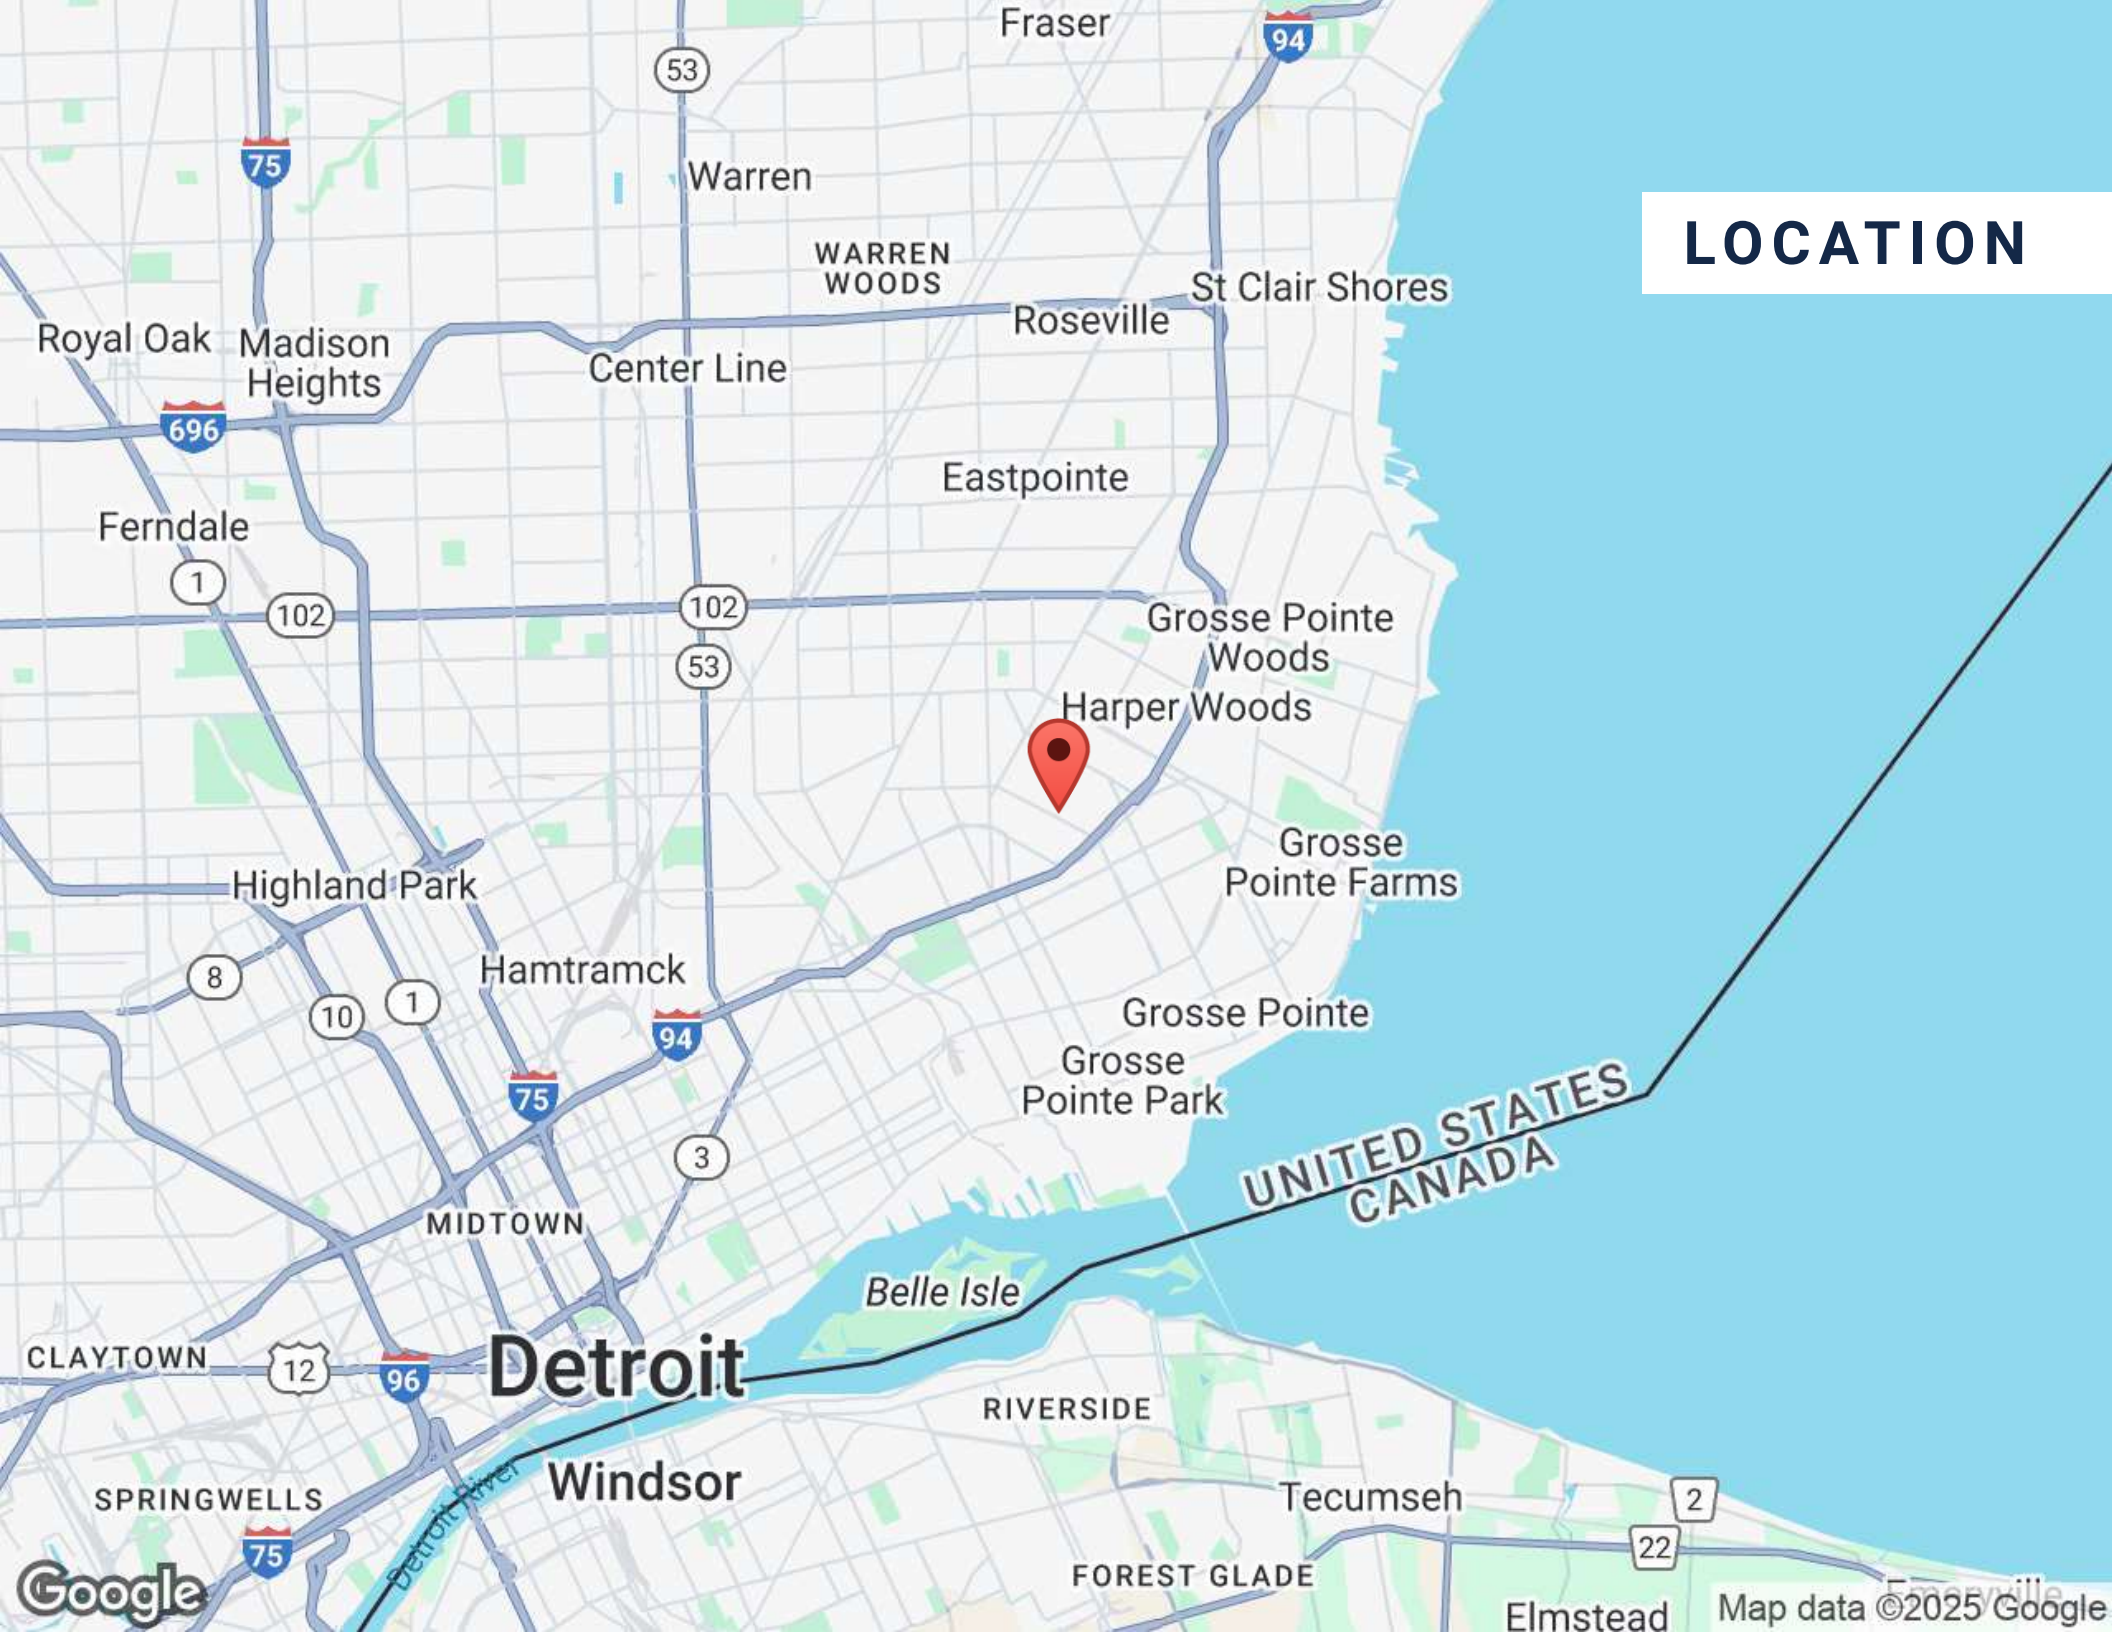 Fraser
94
53
75
Warren
LOCATION
WARREN
WOODS
St Clair Shores
Roseville
Royal Oak
Madison
Heights
Center Line
696
Eastpointe
Ferndale
1
102
102
Grosse Pointe
Woods
53
Harper Woods
Grosse
Pointe Farms
Highland Park
Hamtramck
8
10
1
94
Grosse Pointe
Grosse
Pointe Park
75
UNITED STATES
CANADA
3
MIDTOWN
Belle Isle
CLAYTOWN
12
96
Detroit
RIVERSIDE
Windsor
Tecumseh
SPRINGWELLS
2
Detroit River
22
75
FOREST GLADE
Google
Emeryville
Elmstead
Map data ©2025 Google